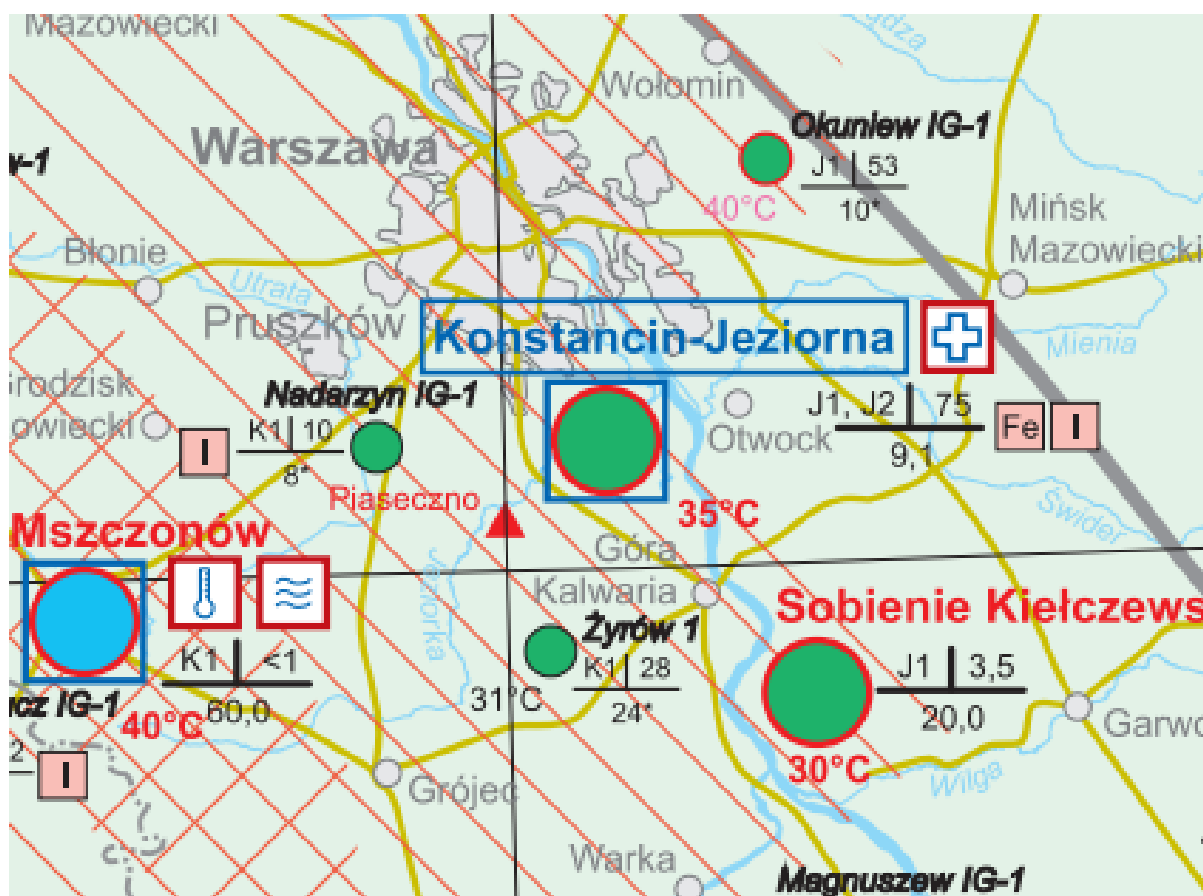 Mazowiecki
Wołomin
Warszawa
Okuniew IG-1
J1 53
10*
40°C
Mińsk
Mazowiecki
w-1
Błonie
Utrata
Pruszków
Konstancin-Jeziorna
Mienia
Grodzisk
owiecki
Nadarzyn IG-1
I
K1 10
8*
Otwock
J1, J2 75
9,1
Fe I
Piaseczno
35°C
Świder
Mszczonów
Góra
Kalwaria
Jeziorka
Sobienie Kiełczews
Żyrów 1
K1 28
24*
31°C
K1 <1
60,0
40°C
J1 3,5
20,0
30°C
cz IG-1
2
I
Garwo
Wilga
Grójec
Warka
Magnuszew IG-1